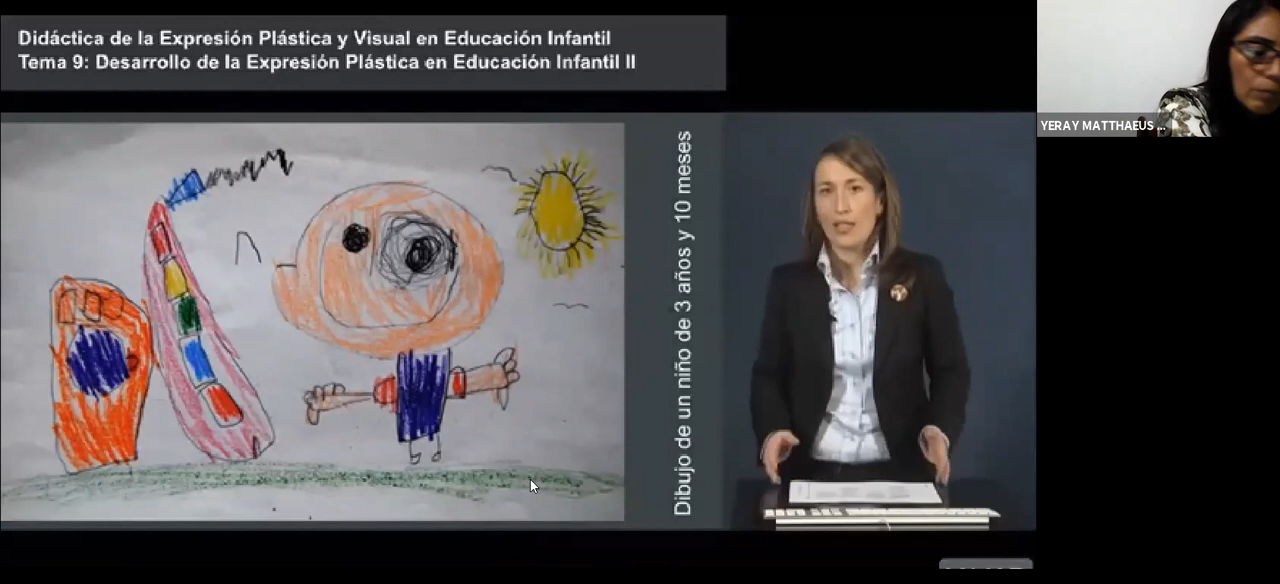 Didáctica de la Expresión Plástica y Visual en Educación Infantil
Tema 9: Desarrollo de la Expresión Plástica en Educación Infantil II
YERAY MATTHAEUS ...
Dibujo de un niño de 3 años y 10 meses